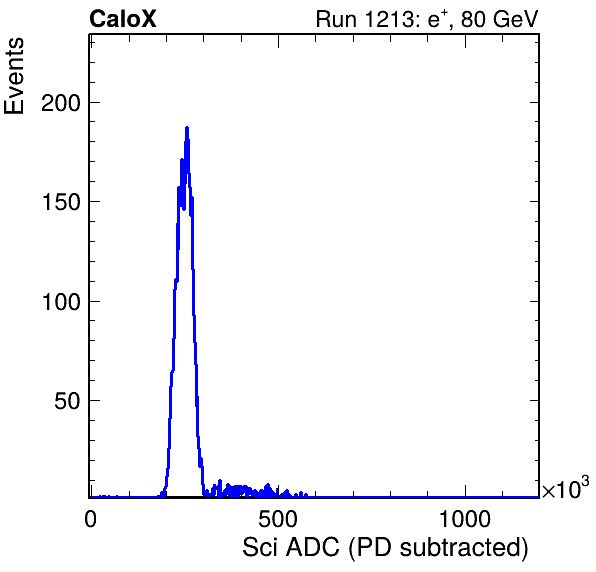 CaloX Run 1213: e⁺, 80 GeV
Events
200
150
100
50
0 500 1000 ×10³
Sci ADC (PD subtracted)